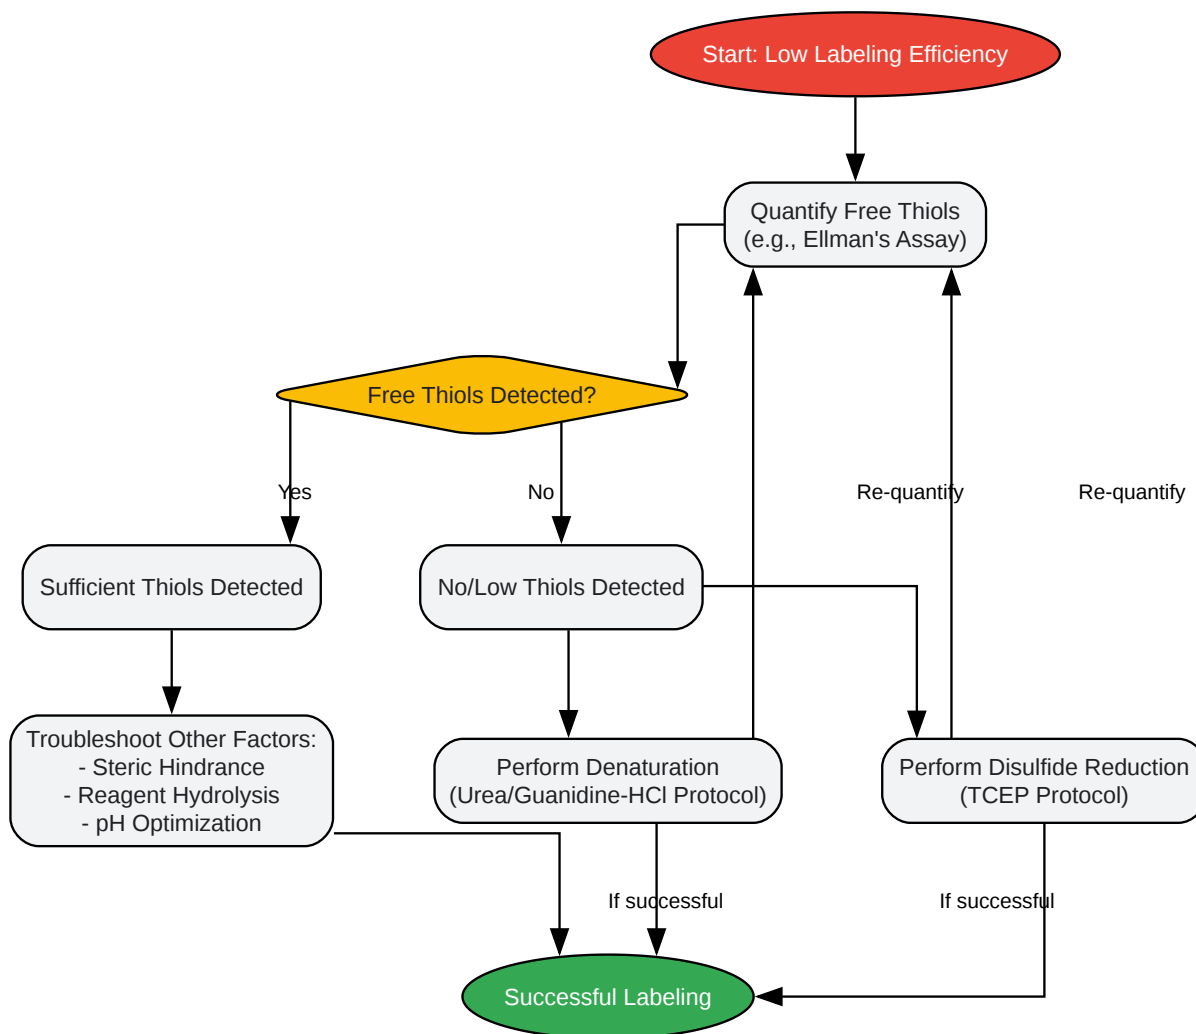 Start: Low Labeling Efficiency
Quantify Free Thiols
(e.g., Ellman's Assay)
Free Thiols Detected?
Yes
No
Re-quantify
Re-quantify
Sufficient Thiols Detected
No/Low Thiols Detected
Troubleshoot Other Factors:
- Steric Hindrance
- Reagent Hydrolysis
- pH Optimization
Perform Denaturation
(Urea/Guanidine-HCl Protocol)
Perform Disulfide Reduction
(TCEP Protocol)
If successful
If successful
Successful Labeling